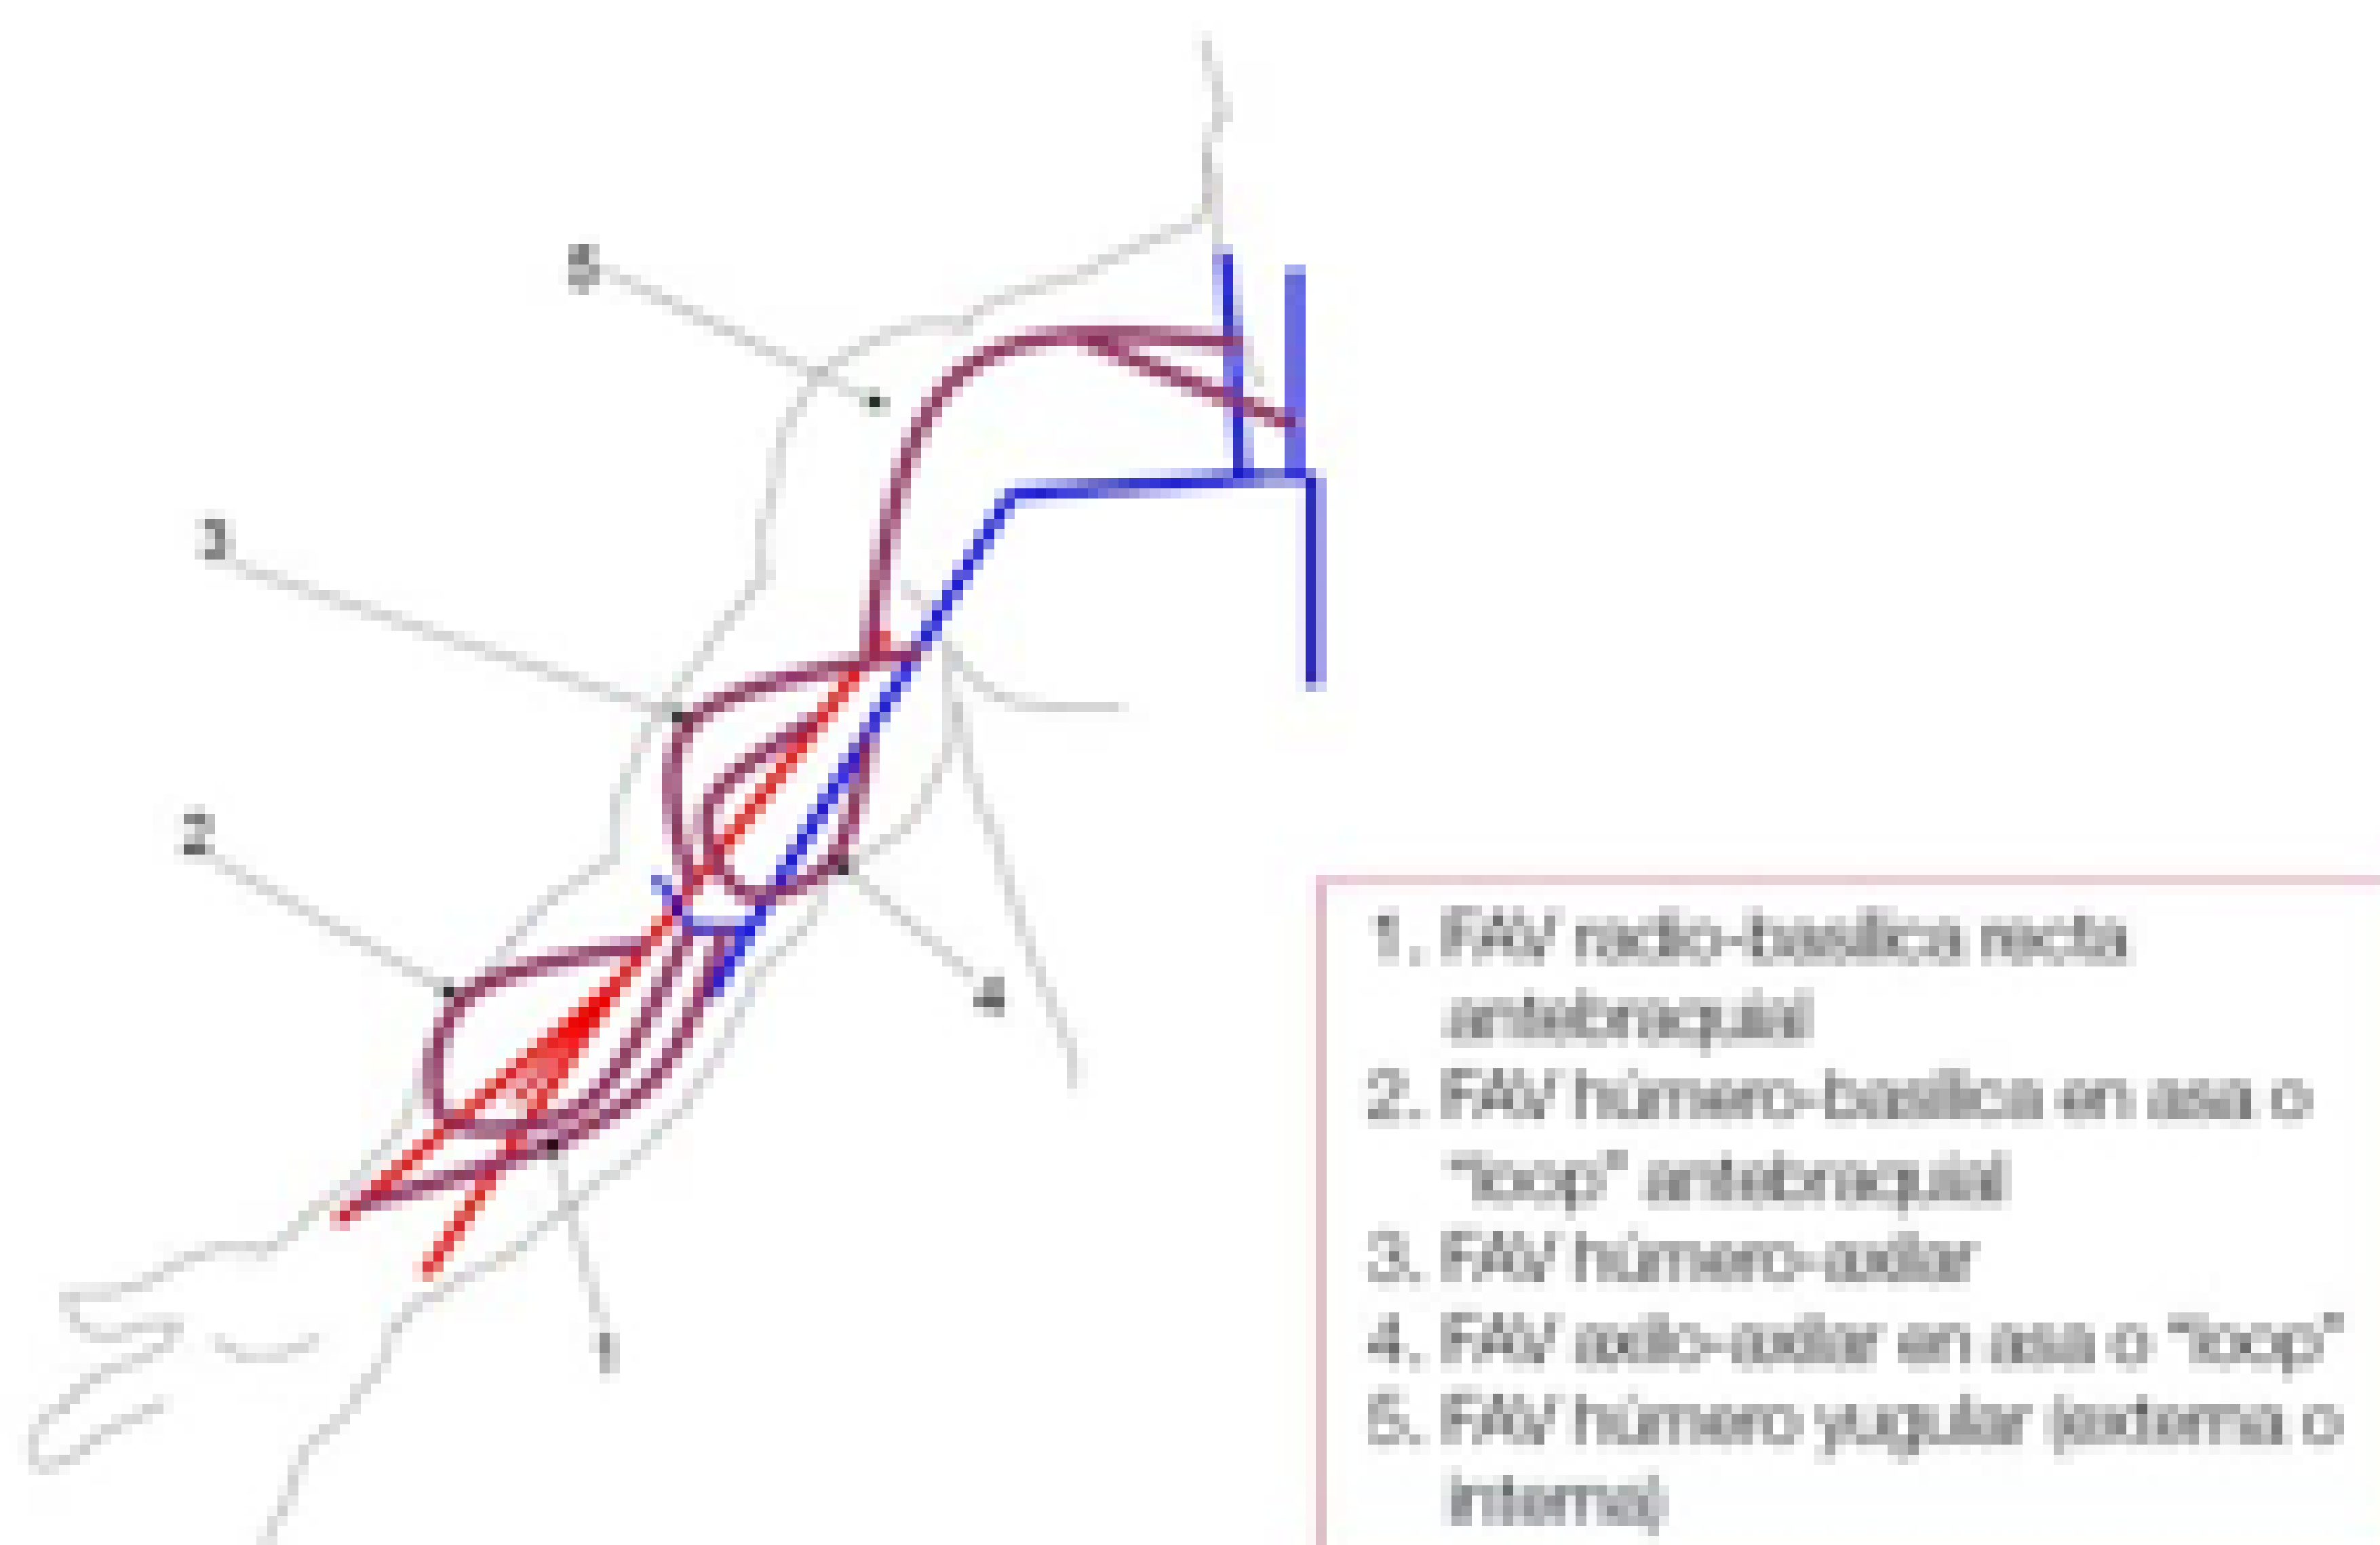 5
3
2
4
1
1. FAV radio-basílica recta
antebraquial
2. FAV húmero-basílica en asa o
"loop" antebraquial
3. FAV húmero-axilar
4. FAV axilo-axilar en asa o "loop"
5. FAV húmero yugular (externa o
interna)